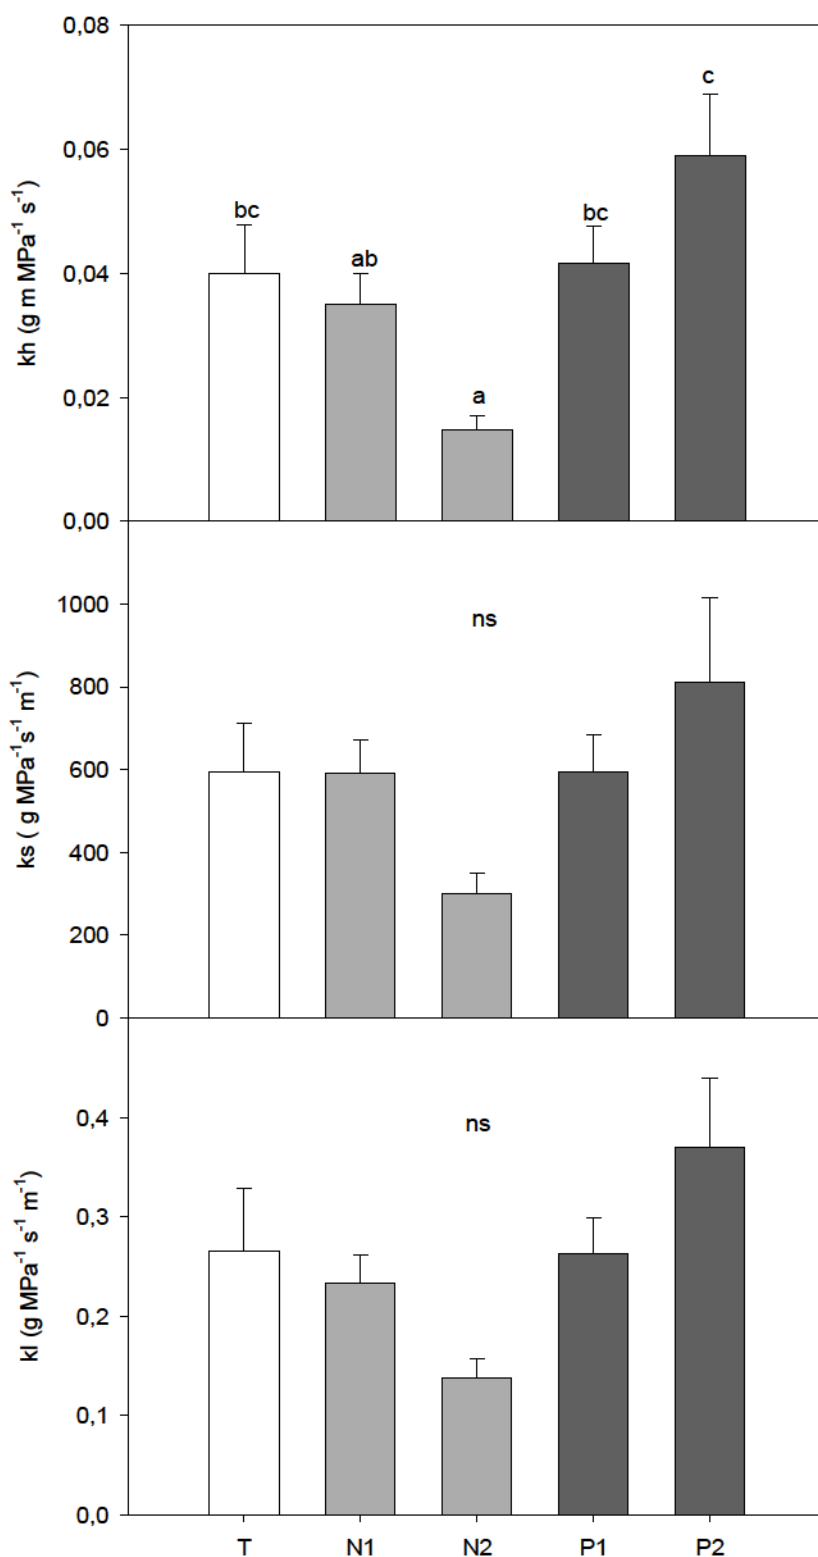 0,08
0,06
0,04
0,02
0,00
kh (g m MPa⁻¹ s⁻¹)
bc
ab
a
bc
c
1000
800
600
400
200
0
ks ( g MPa⁻¹s⁻¹ m⁻¹)
ns
0,4
0,3
0,2
0,1
0,0
kl (g MPa⁻¹ s⁻¹ m⁻¹)
ns
T N1 N2 P1 P2